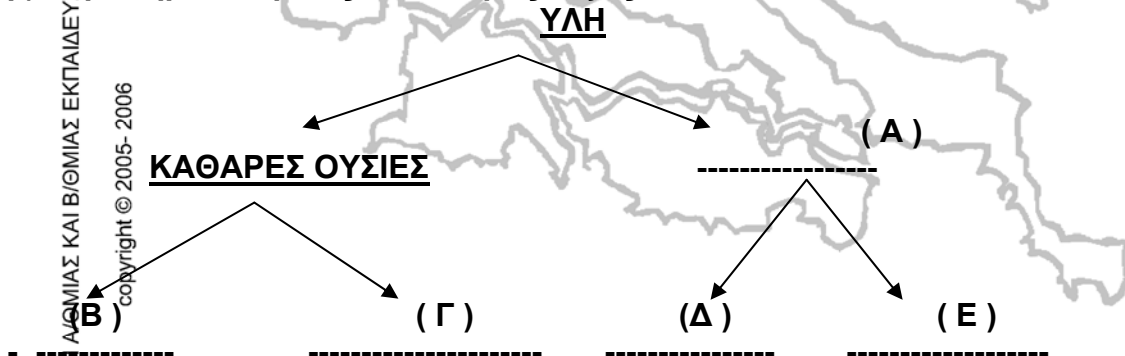 ΥΛΗ
( Α )
ΚΑΘΑΡΕΣ ΟΥΣΙΕΣ
-----------------
(Β ) ( Γ ) (Δ ) ( Ε )
- ------------- ---------------------- ---------------- -------------------
Α/ΘΜΙΑΣ ΚΑΙ Β/ΘΜΙΑΣ ΕΚΠΑΙΔΕΥ
copyright © 2005- 2006